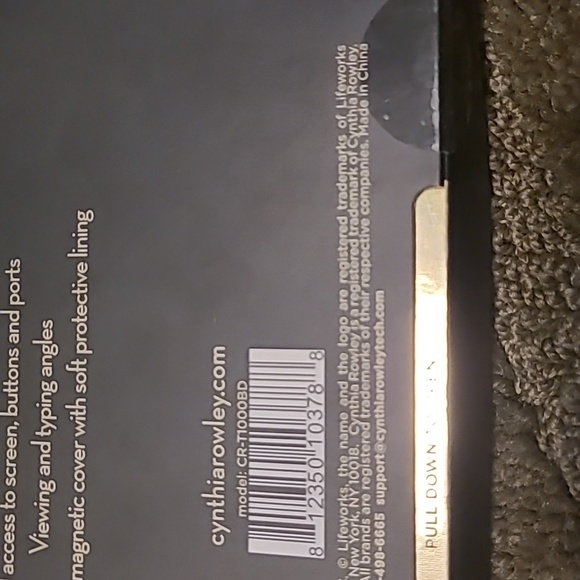 access to screen, buttons and ports
Viewing and typing angles
magnetic cover with soft protective lining
cynthiarowley.com
model: CR-T1000BD
8 12350 10378 8
© Lifeworks, the name and the logo are registered trademarks of Lifeworks
New York, NY 10018. Cynthia Rowley is a registered trademark of Cynthia Rowley.
All brands are registered trademarks of their respective companies. Made in China
-498-6665 support@cynthiarowleytech.com
PULL DOWN